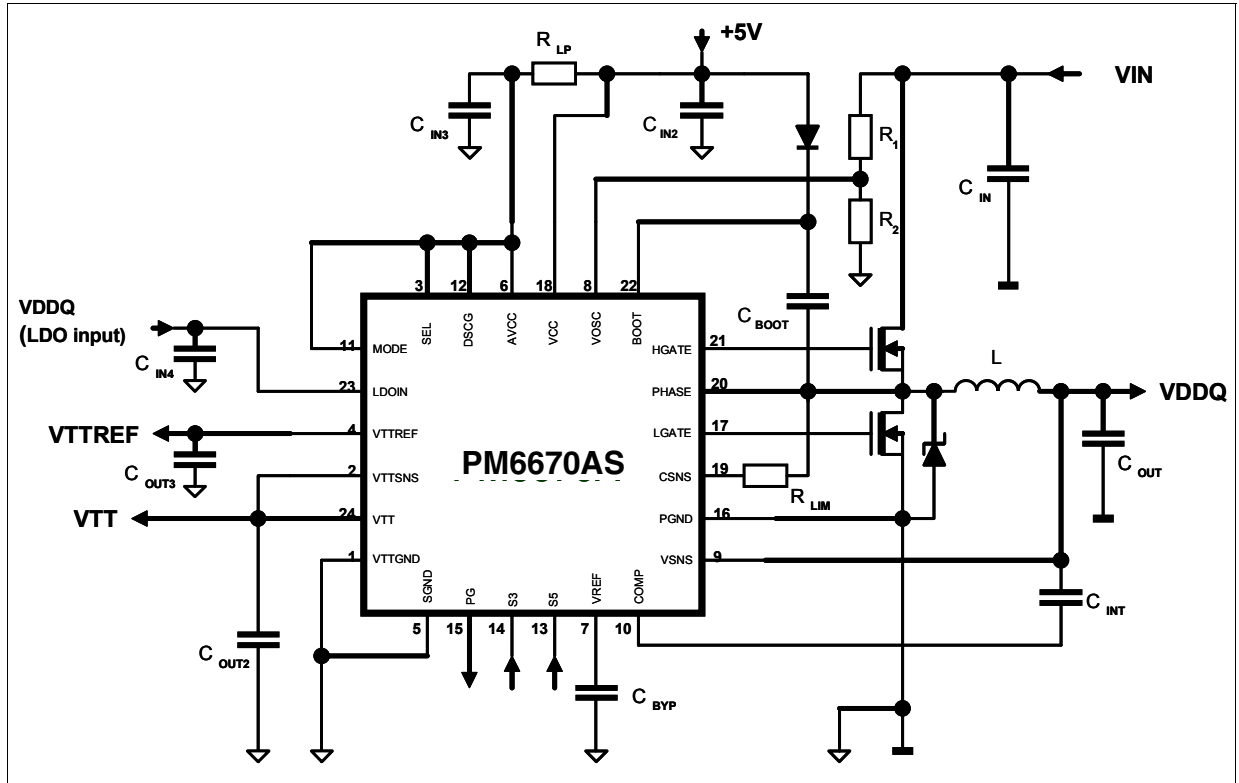 +5V
R LP
VIN
C IN3
C IN2
R 1
C IN
R 2
3 12 6 18 8 22
VDDQ
(LDO input)
SEL DSCG AVCC VCC VOSC BOOT
C BOOT
11 MODE HGATE 21
C IN4
L
23 LDOIN PHASE 20 VDDQ
VTTREF 4 VTTREF LGATE 17
C OUT3
C OUT
2 VTTSNS PM6670AS CSNS 19
R LIM
VTT 24 VTT PGND 16
1 VTTGND VSNS 9
SGND PG S3 S5 VREF COMP
C INT
5 15 14 13 7 10
C OUT2
C BYP